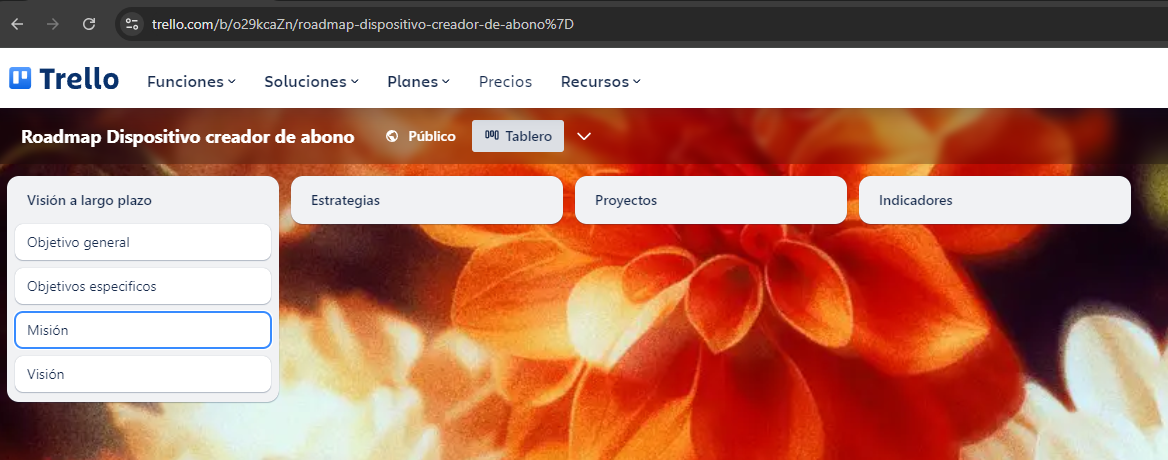 trello.com/b/o29kcaZn/roadmap-dispositivo-creador-de-abono%7D
Trello Funciones Soluciones Planes Precios Recursos
Roadmap Dispositivo creador de abono Público Tablero
Visión a largo plazo
Objetivo general
Objetivos especificos
Misión
Visión
Estrategias
Proyectos
Indicadores